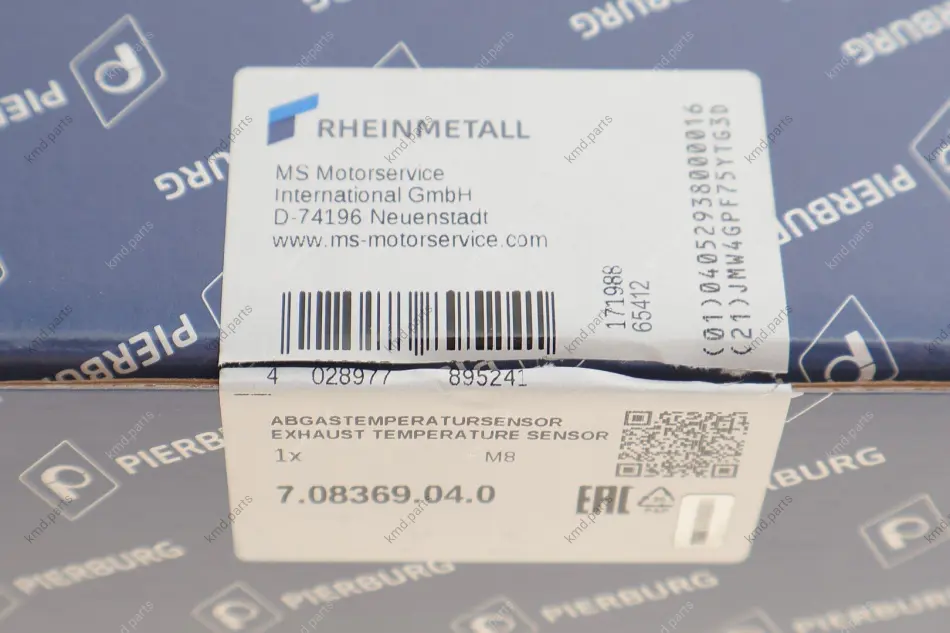 RHEINMETALL
MS Motorservice
International GmbH
D-74196 Neuenstadt
www.ms-motorservice.com
171988
65412
(01)04052938000016
(21)JMW4GPF75YTG3D
4 028977 895241
ABGASTEMPERATURSENSOR
EXHAUST TEMPERATURE SENSOR
1x M8
7.08369.04.0
EAC
PIERBURG
PIERBURG
PIERBURG
PIERBURG
PIERBURG
PIERBURG
PIERBURG
kmd.parts